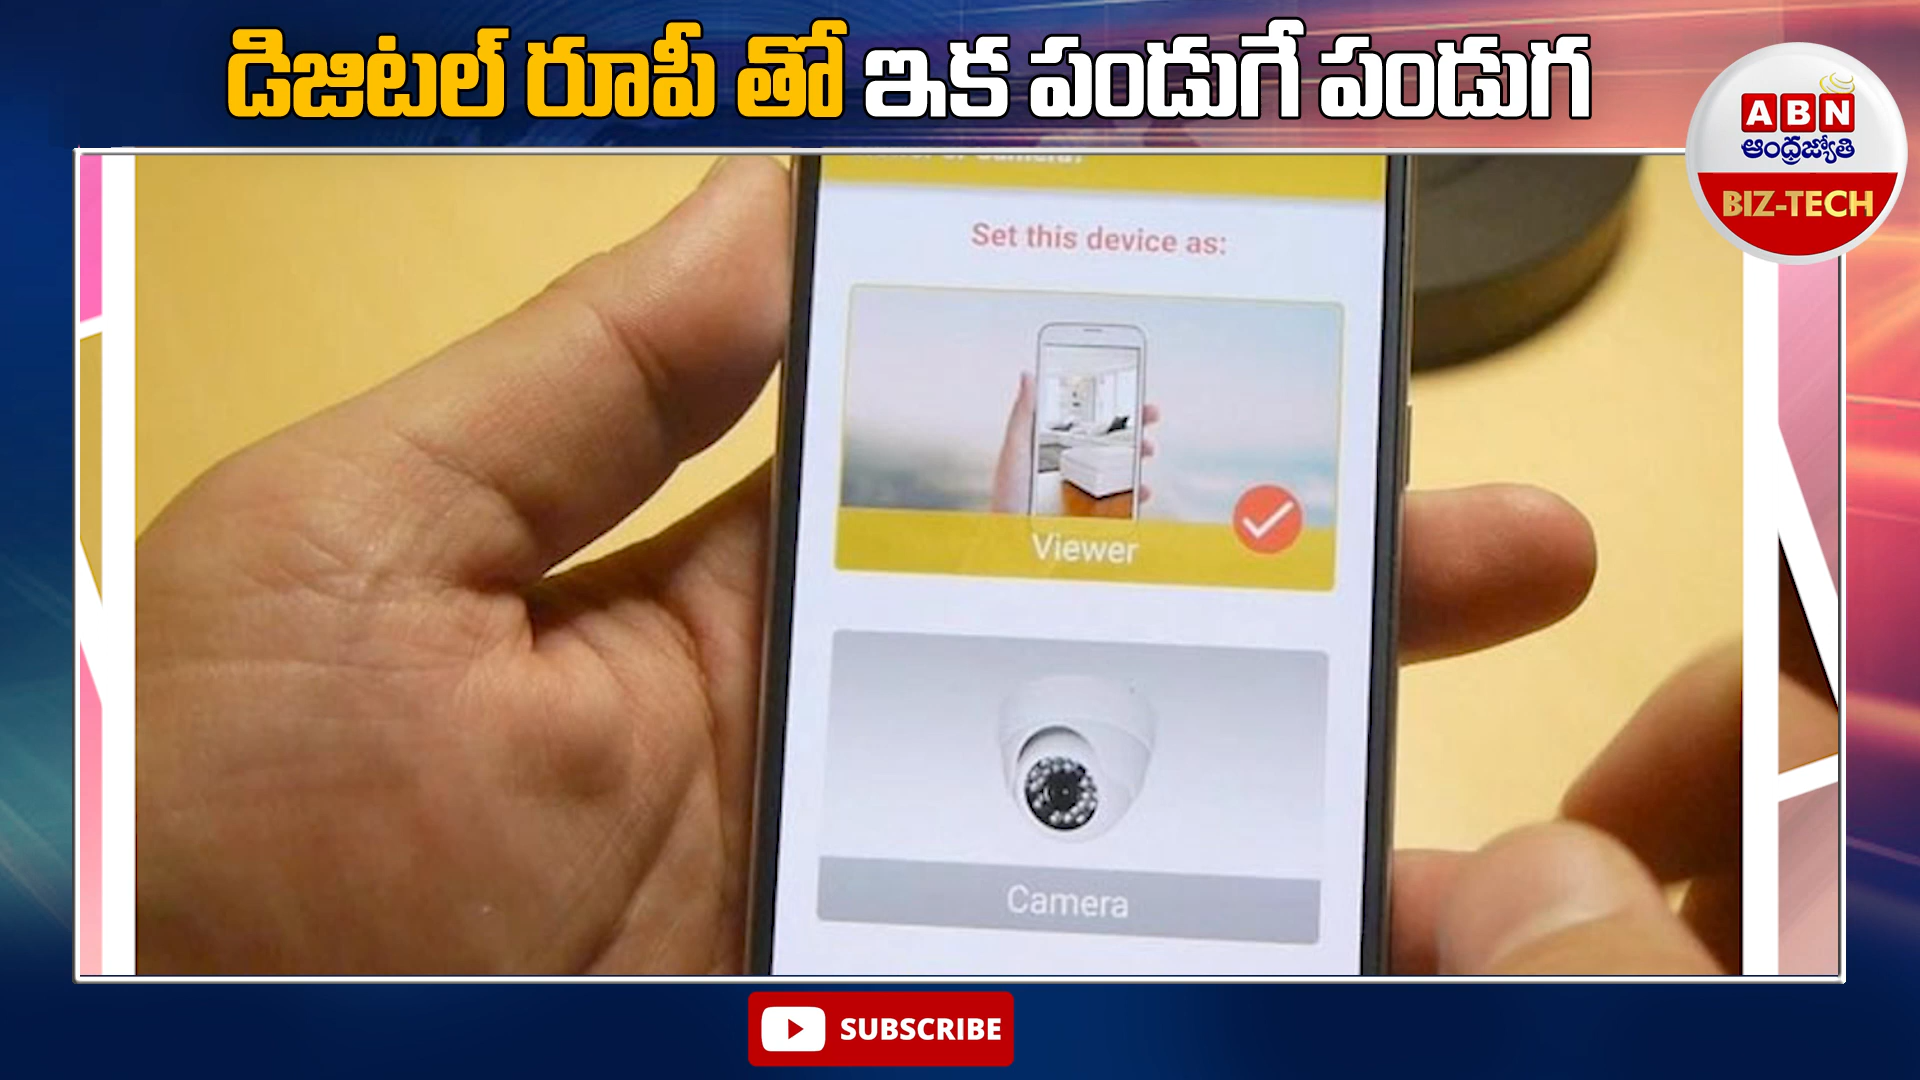 డిజిటల్ రూపీ తో ఇక పండుగే పండుగ
ABN
ఆంధ్రజ్యోతి
BIZ-TECH
Set this device as:
Viewer
Camera
SUBSCRIBE